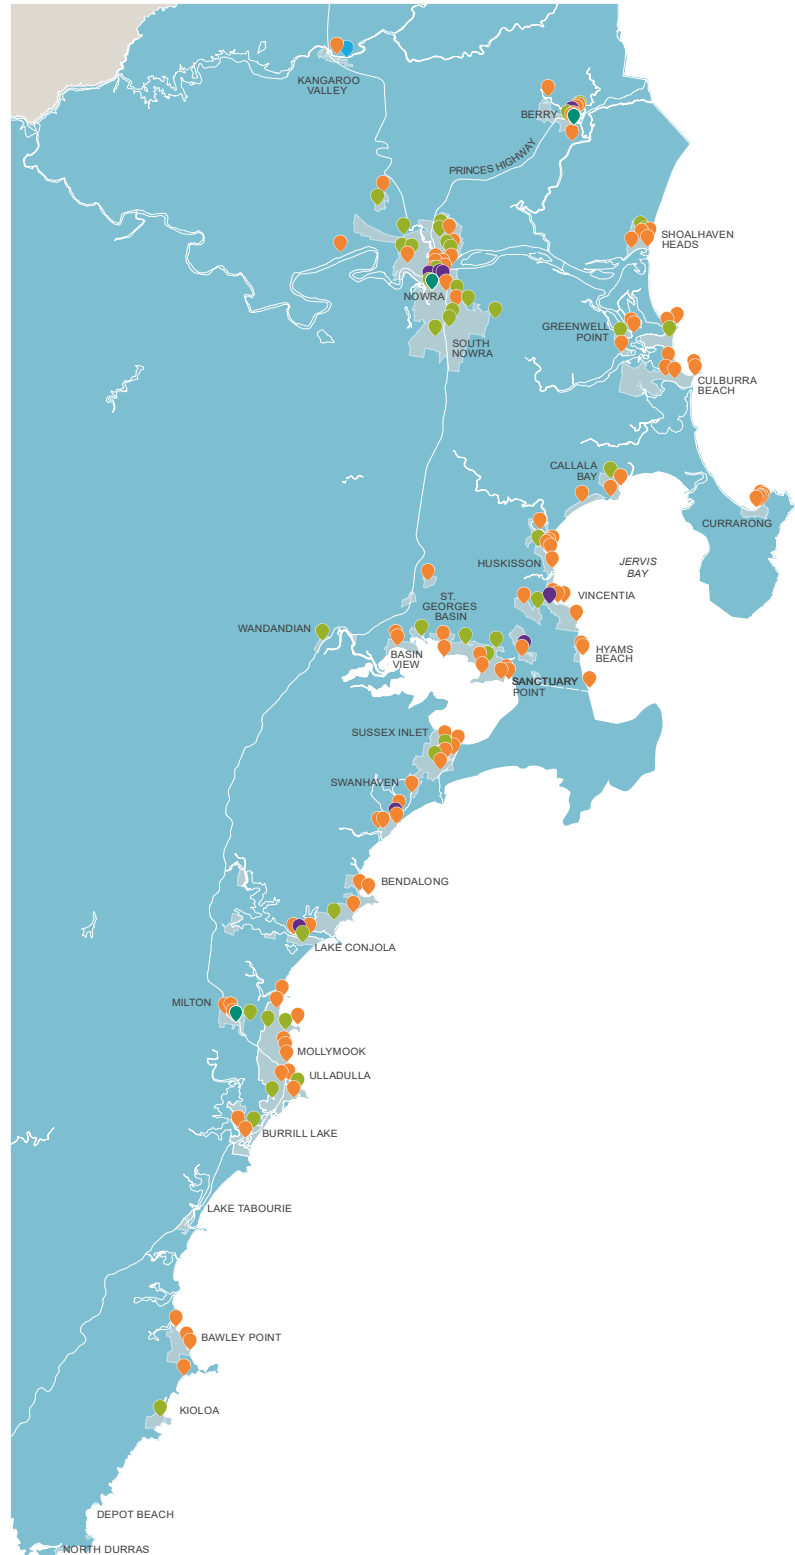 KANGAROO
VALLEY
BERRY
PRINCES HIGHWAY
SHOALHAVEN
HEADS
NOWRA
GREENWELL
POINT
SOUTH
NOWRA
CULBURRA
BEACH
CALLALA
BAY
CURRARONG
HUSKISSON
JERVIS
BAY
VINCENTIA
ST.
GEORGES
BASIN
WANDANDIAN
BASIN
VIEW
HYAMS
BEACH
SANCTUARY
POINT
SUSSEX INLET
SWANHAVEN
BENDALONG
LAKE CONJOLA
MILTON
MOLLYMOOK
ULLADULLA
BURRILL LAKE
LAKE TABOURIE
BAWLEY POINT
KIOLOA
DEPOT BEACH
NORTH DURRAS